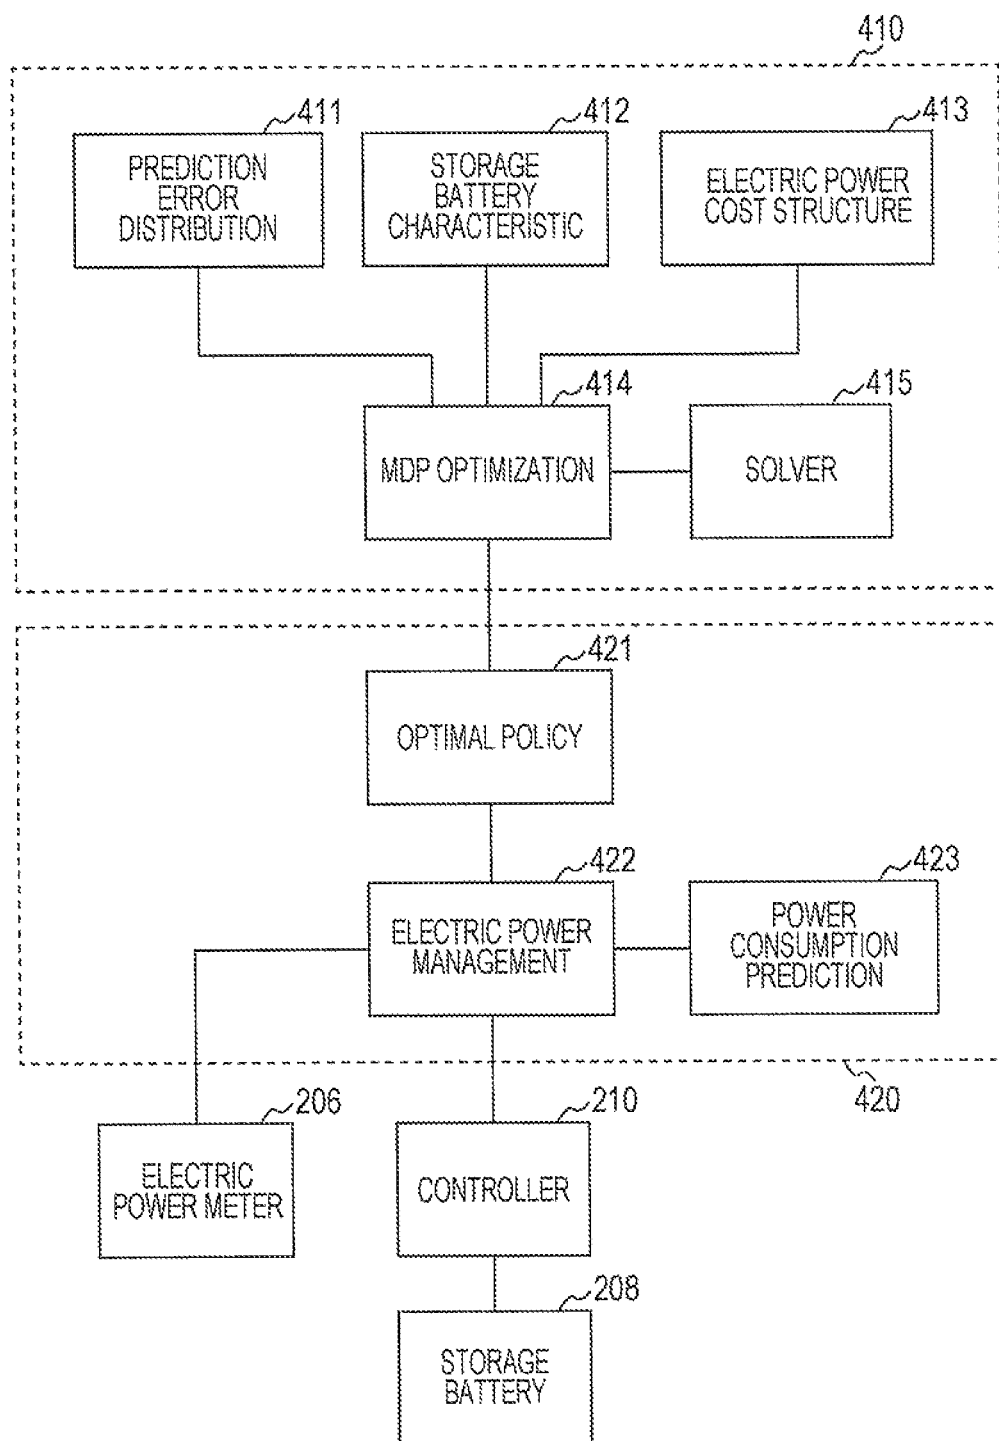 410
411
412
413
PREDICTION
ERROR
DISTRIBUTION
STORAGE
BATTERY
CHARACTERISTIC
ELECTRIC POWER
COST STRUCTURE
414
415
MDP OPTIMIZATION
SOLVER
421
OPTIMAL POLICY
422
423
ELECTRIC POWER
MANAGEMENT
POWER
CONSUMPTION
PREDICTION
420
206
210
ELECTRIC
POWER METER
CONTROLLER
208
STORAGE
BATTERY